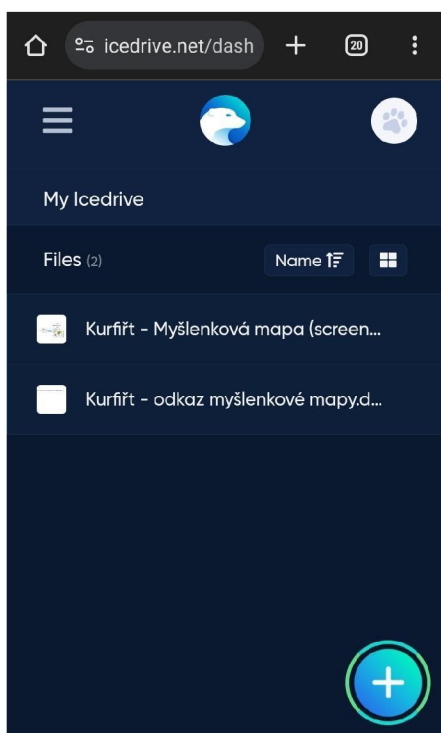 icedrive.net/dash
20
My Icedrive
Files (2)
Name
Kurfiřt - Myšlenková mapa (screen...
Kurfiřt - odkaz myšlenkové mapy.d...